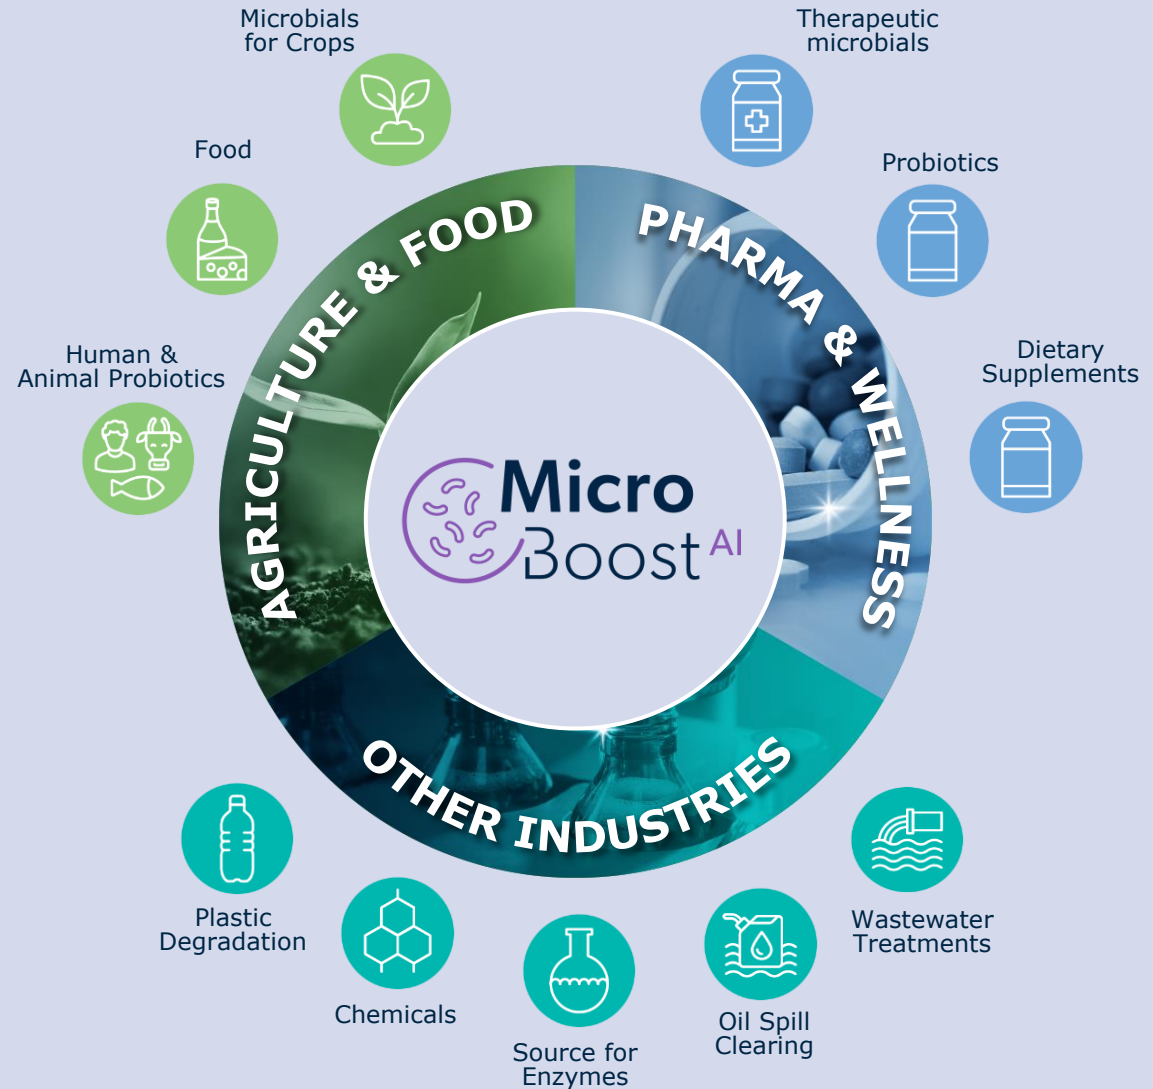 Microbials
for Crops
Therapeutic
microbials
Food
Probiotics
Human &
Animal Probiotics
Dietary
Supplements
AGRICULTURE & FOOD
PHARMA & WELLNESS
Micro
Boost AI
OTHER INDUSTRIES
Plastic
Degradation
Chemicals
Source for
Enzymes
Oil Spill
Clearing
Wastewater
Treatments